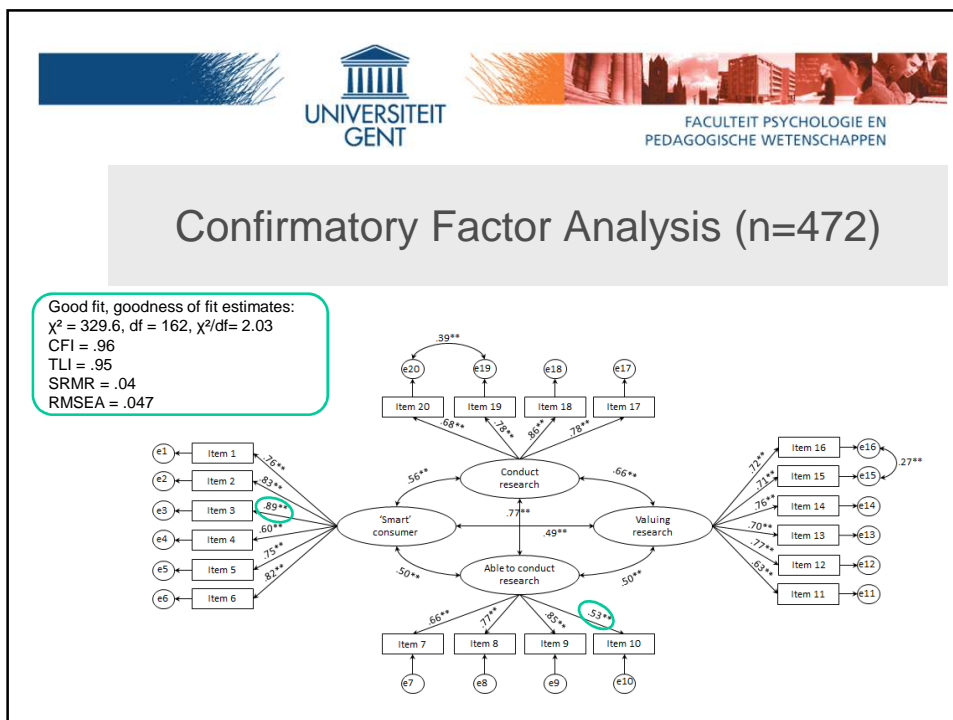 UNIVERSITEIT
GENT
FACULTEIT PSYCHOLOGIE EN
PEDAGOGISCHE WETENSCHAPPEN
Confirmatory Factor Analysis (n=472)
Good fit, goodness of fit estimates:
χ² = 329.6, df = 162, χ²/df= 2.03
CFI = .96
TLI = .95
SRMR = .04
RMSEA = .047
.39**
e20 e19 e18 e17
Item 20 Item 19 Item 18 Item 17
.68** .78** .86** .78**
e1 Item 1 .76**
e2 Item 2 .83**
e3 Item 3 .89**
e4 Item 4 .60**
e5 Item 5 .75**
e6 Item 6 .82**
Conduct
research
.56** .66**
.77**
'Smart'
consumer
.49**
Valuing
research
.50** .50**
Able to conduct
research
.72** Item 16 e16
.27**
.71** Item 15 e15
.76** Item 14 e14
.70** Item 13 e13
.77** Item 12 e12
.63** Item 11 e11
.66** .77** .85** .53**
Item 7 Item 8 Item 9 Item 10
e7 e8 e9 e10